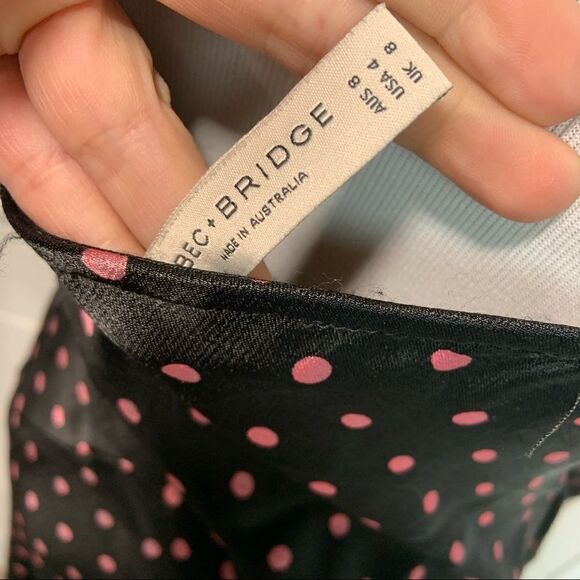 BEC + BRIDGE
MADE IN AUSTRALIA
AUS 8
USA 4
UK 8